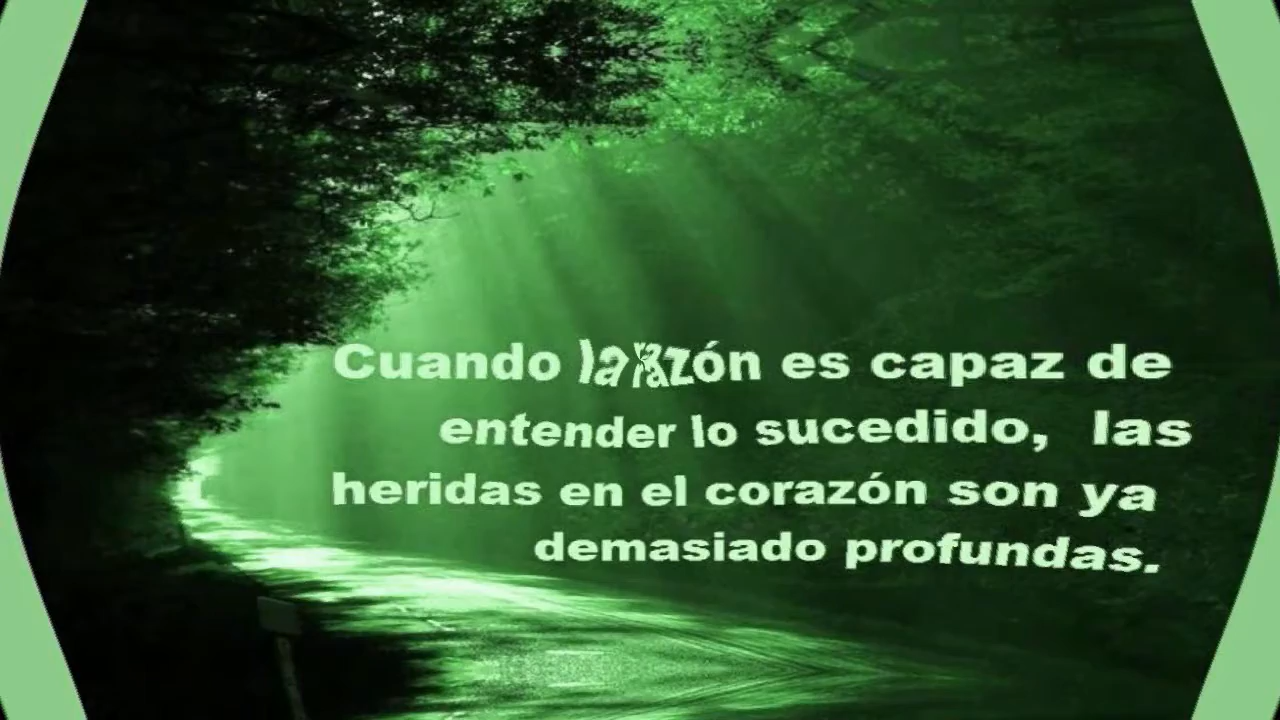 Cuando la razón es capaz de
entender lo sucedido, las
heridas en el corazón son ya
demasiado profundas.